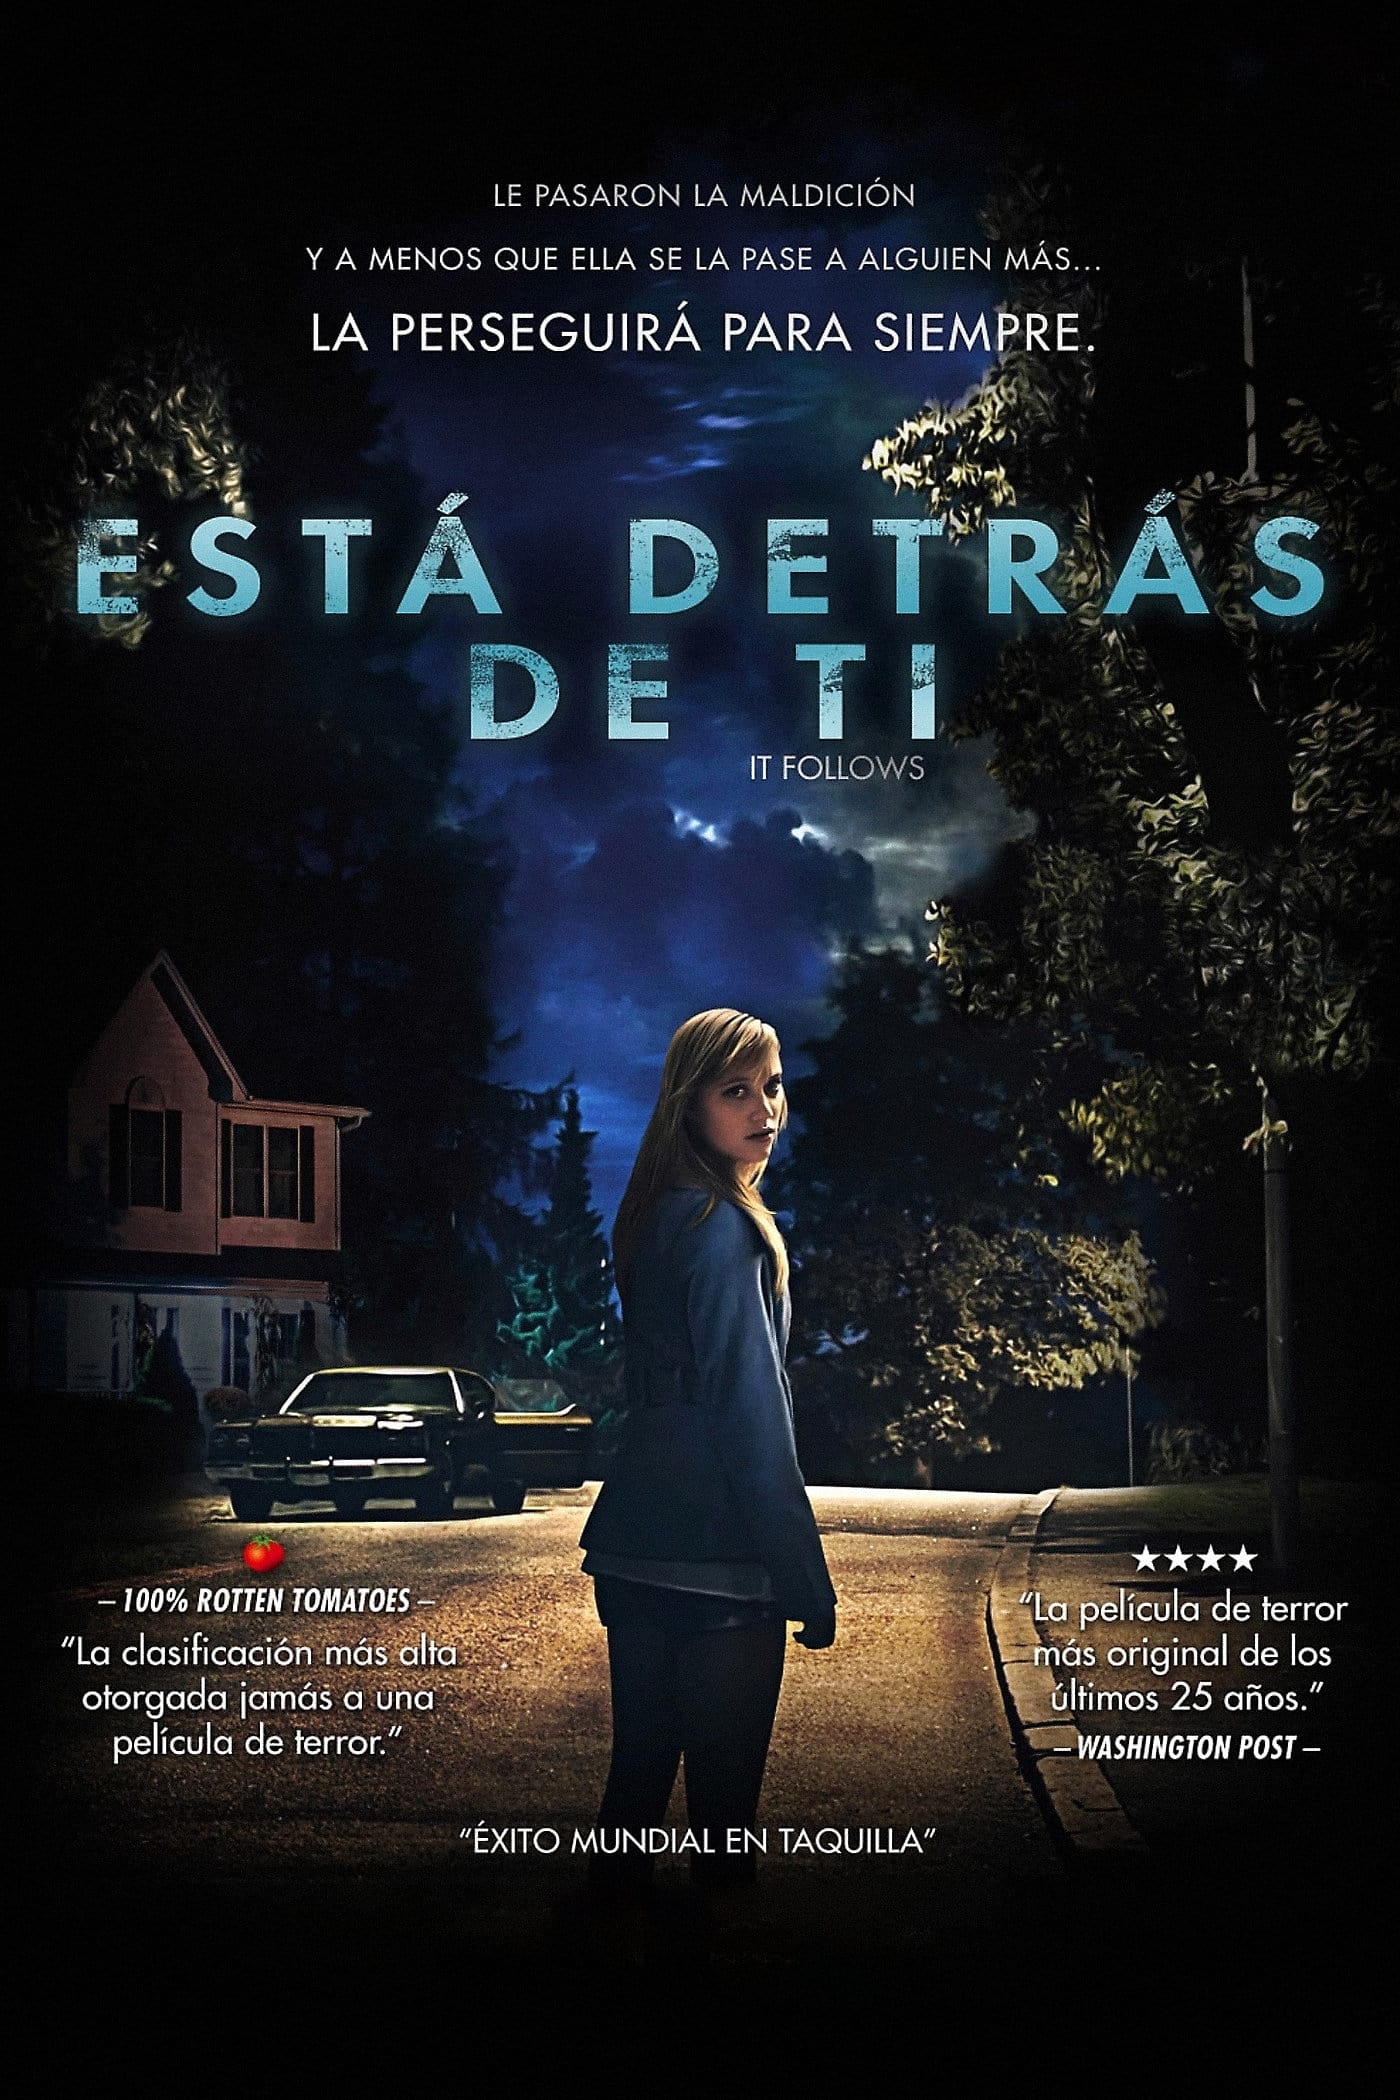 LE PASARON LA MALDICIÓN
Y A MENOS QUE ELLA SE LA PASE A ALGUIEN MÁS...
LA PERSEGUIRÁ PARA SIEMPRE.
ESTÁ DETRÁS
DE TI
IT FOLLOWS
– 100% ROTTEN TOMATOES –
“La clasificación más alta
otorgada jamás a una
película de terror.”
★★★★
“La película de terror
más original de los
últimos 25 años.”
– WASHINGTON POST –
“ÉXITO MUNDIAL EN TAQUILLA”